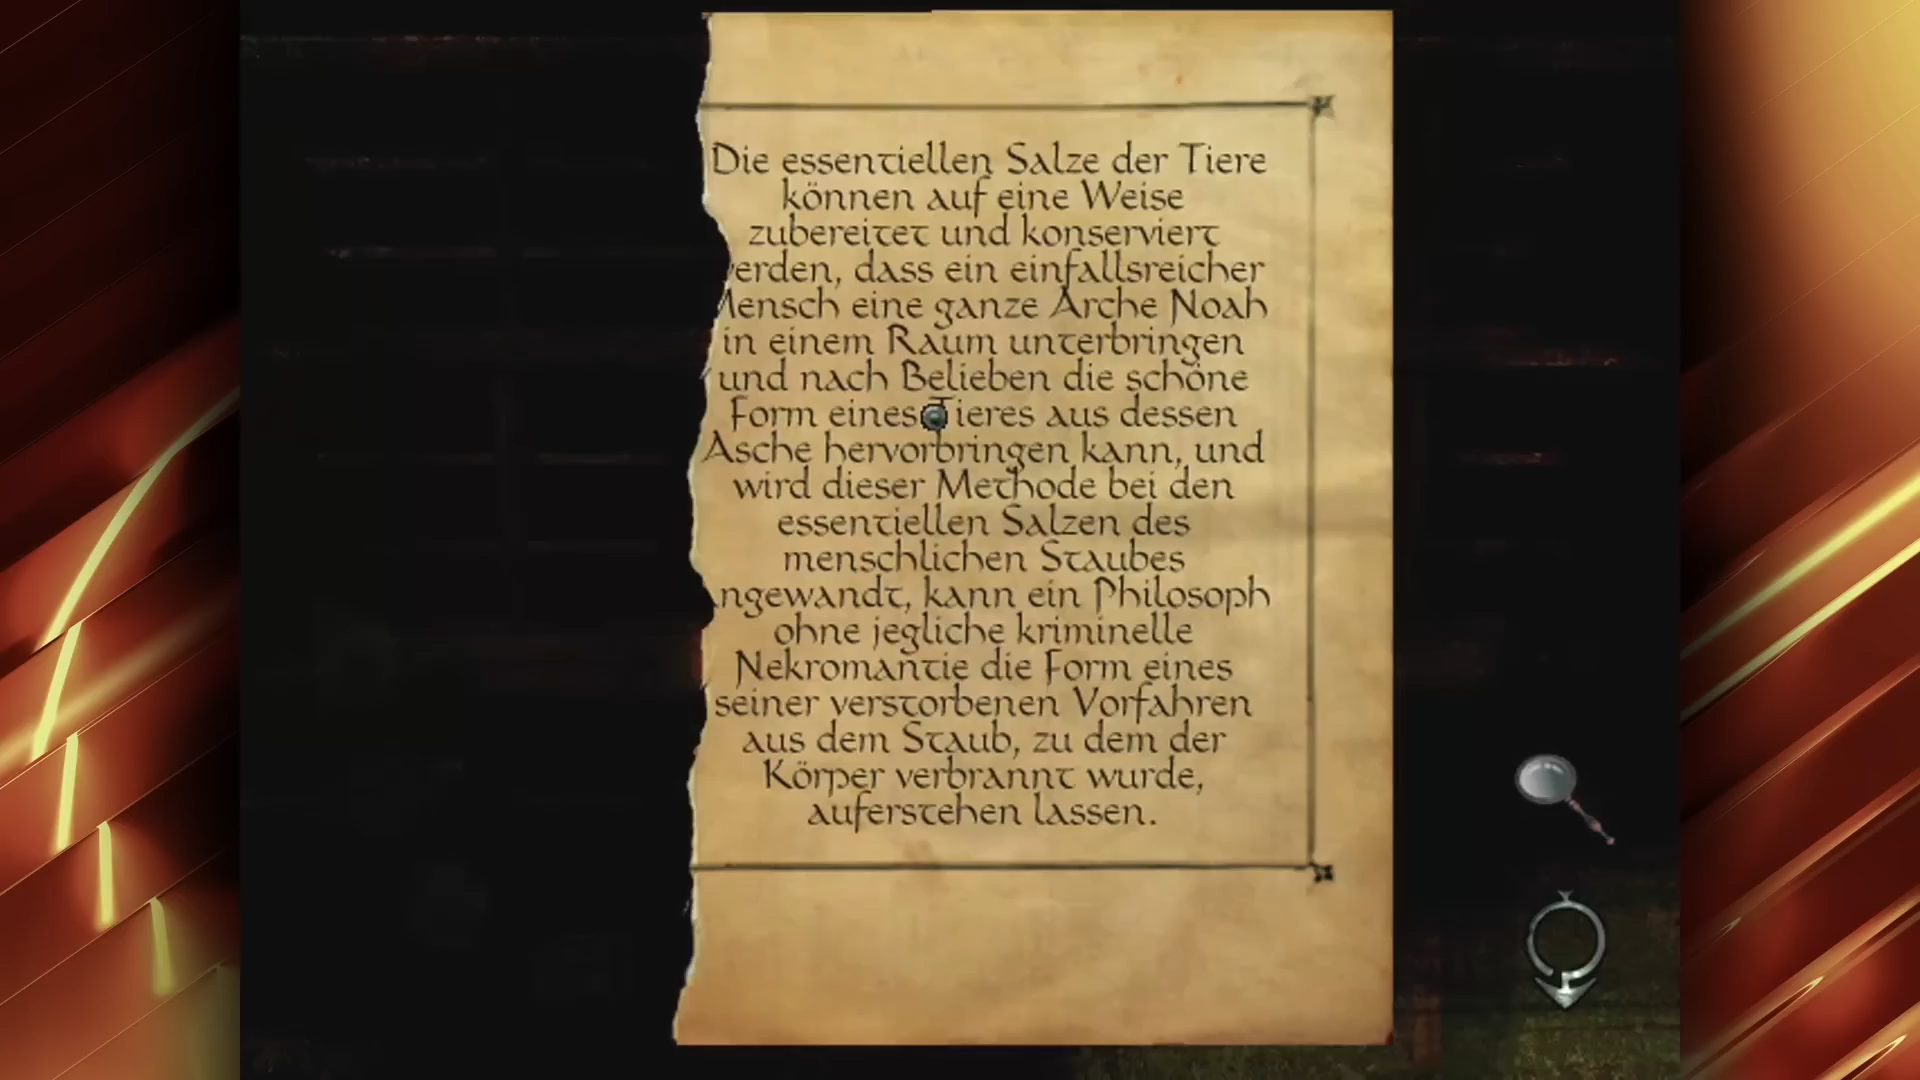 Die essentiellen Salze der Tiere
können auf eine Weise
zubereitet und konserviert
werden, dass ein einfallsreicher
Mensch eine ganze Arche Noah
in einem Raum unterbringen
und nach Belieben die schöne
Form eines Tieres aus dessen
Asche hervorbringen kann, und
wird dieser Methode bei den
essentiellen Salzen des
menschlichen Staubes
angewandt, kann ein Philosoph
ohne jegliche kriminelle
Nekromantie die Form eines
seiner verstorbenen Vorfahren
aus dem Staub, zu dem der
Körper verbrannt wurde,
auferstehen lassen.